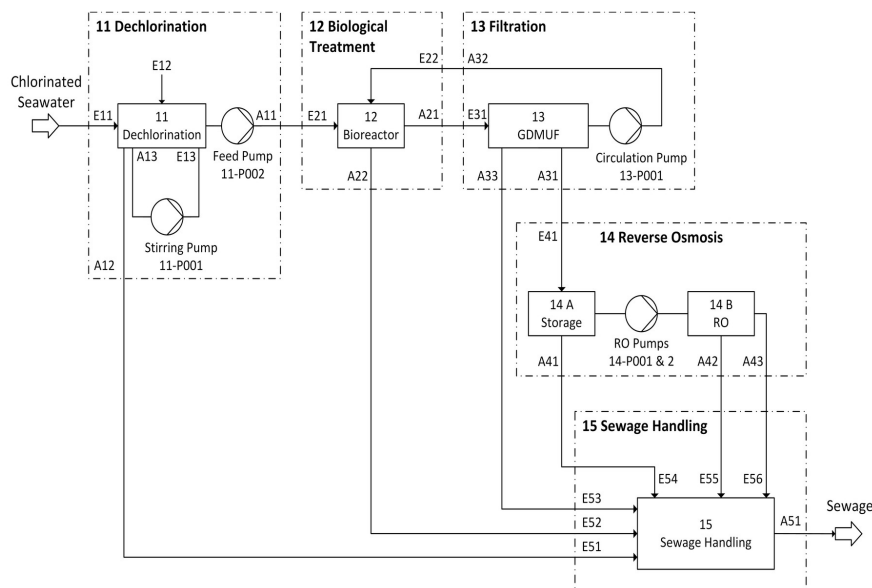 11 Dechlorination
12 Biological
Treatment
13 Filtration
E12
E22
A32
Chlorinated
Seawater
E11
11
Dechlorination
A11
E21
12
Bioreactor
A21
E31
13
GDMUF
A13
E13
Feed Pump
11-P002
Circulation Pump
13-P001
A22
A33
A31
Stirring Pump
11-P001
A12
E41
14 Reverse Osmosis
14 A
Storage
14 B
RO
RO Pumps
14-P001 & 2
A41
A42
A43
15 Sewage Handling
E54
E55
E56
E53
E52
E51
15
Sewage Handling
A51
Sewage